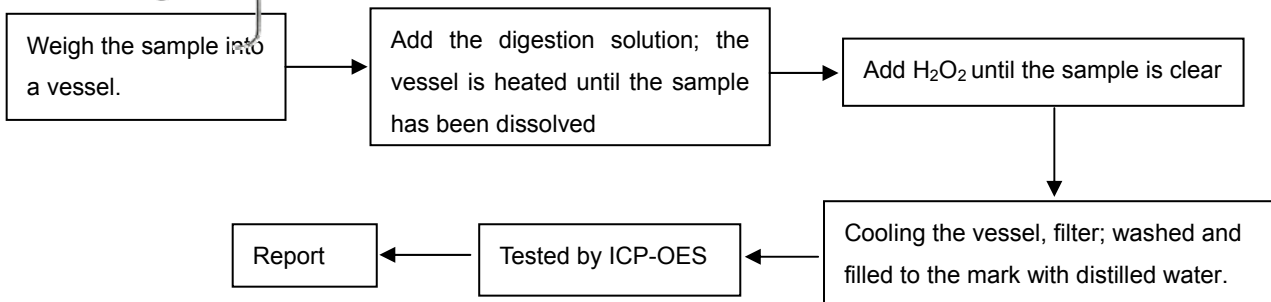 Weigh the sample into
a vessel.
Add the digestion solution; the
vessel is heated until the sample
has been dissolved
Add H₂O₂ until the sample is clear
Cooling the vessel, filter; washed and
filled to the mark with distilled water.
Tested by ICP-OES
Report